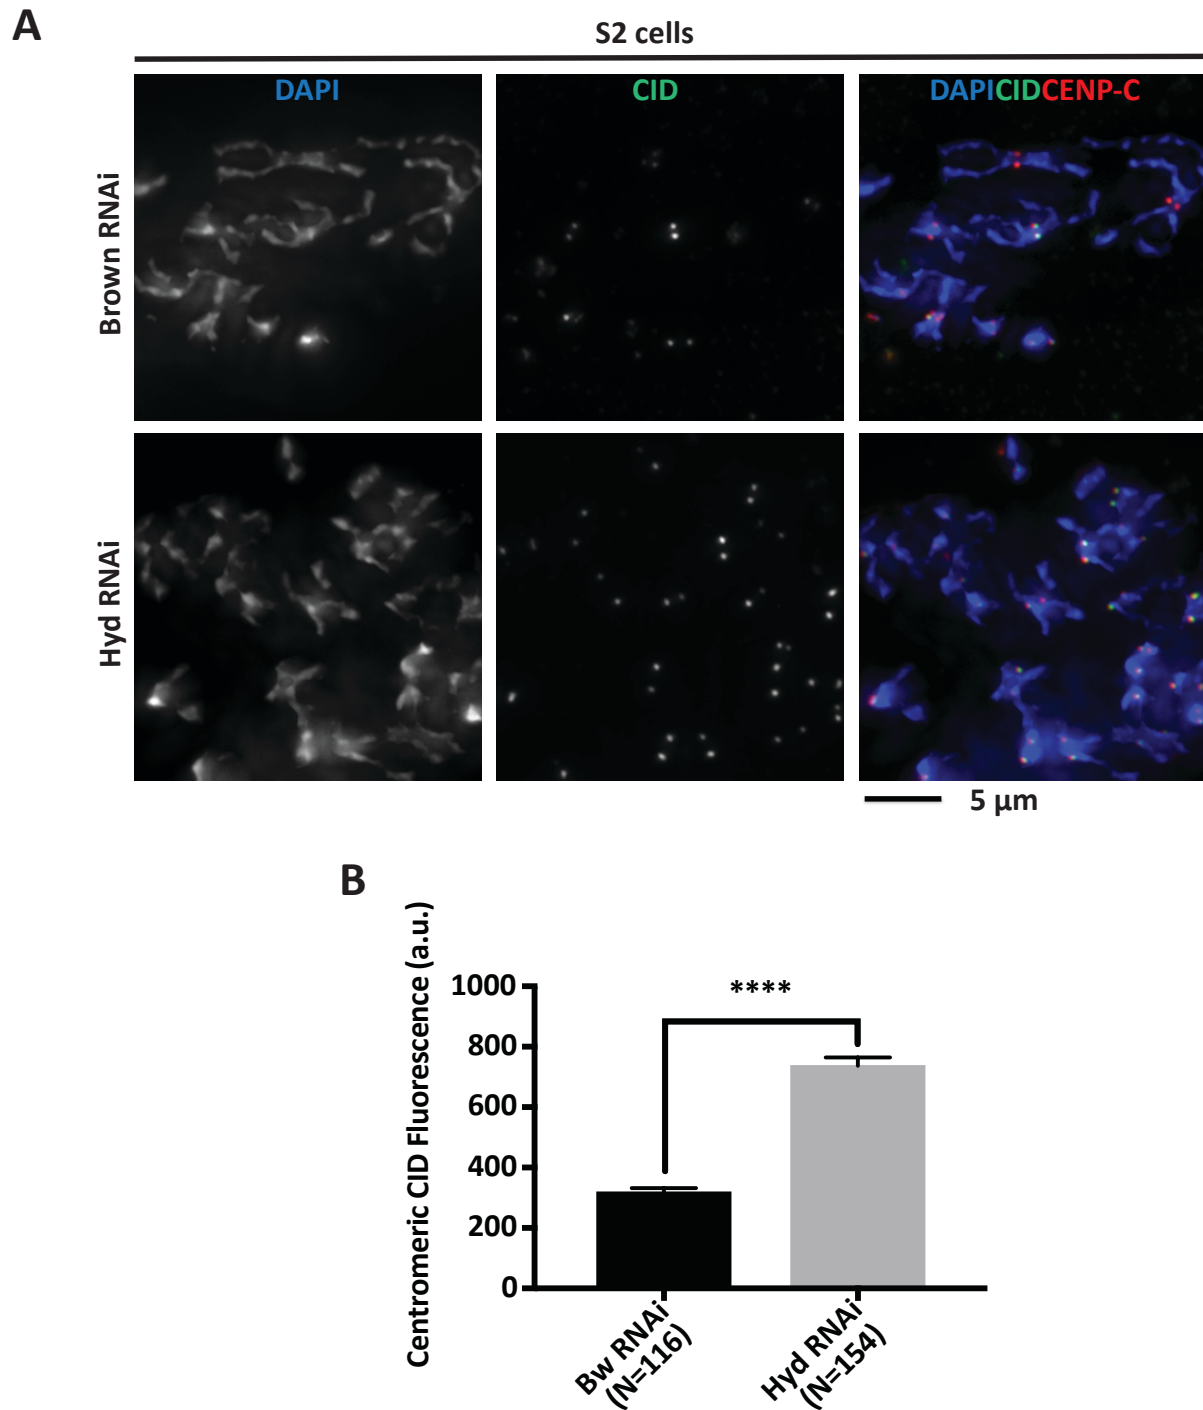 A
S2 cells
DAPI
CID
DAPICIDCENP-C
Brown RNAi
Hyd RNAi
5 µm
B
Centromeric CID Fluorescence (a.u.)
1000
800
600
400
200
0
****
Bw RNAi
(N=116)
Hyd RNAi
(N=154)